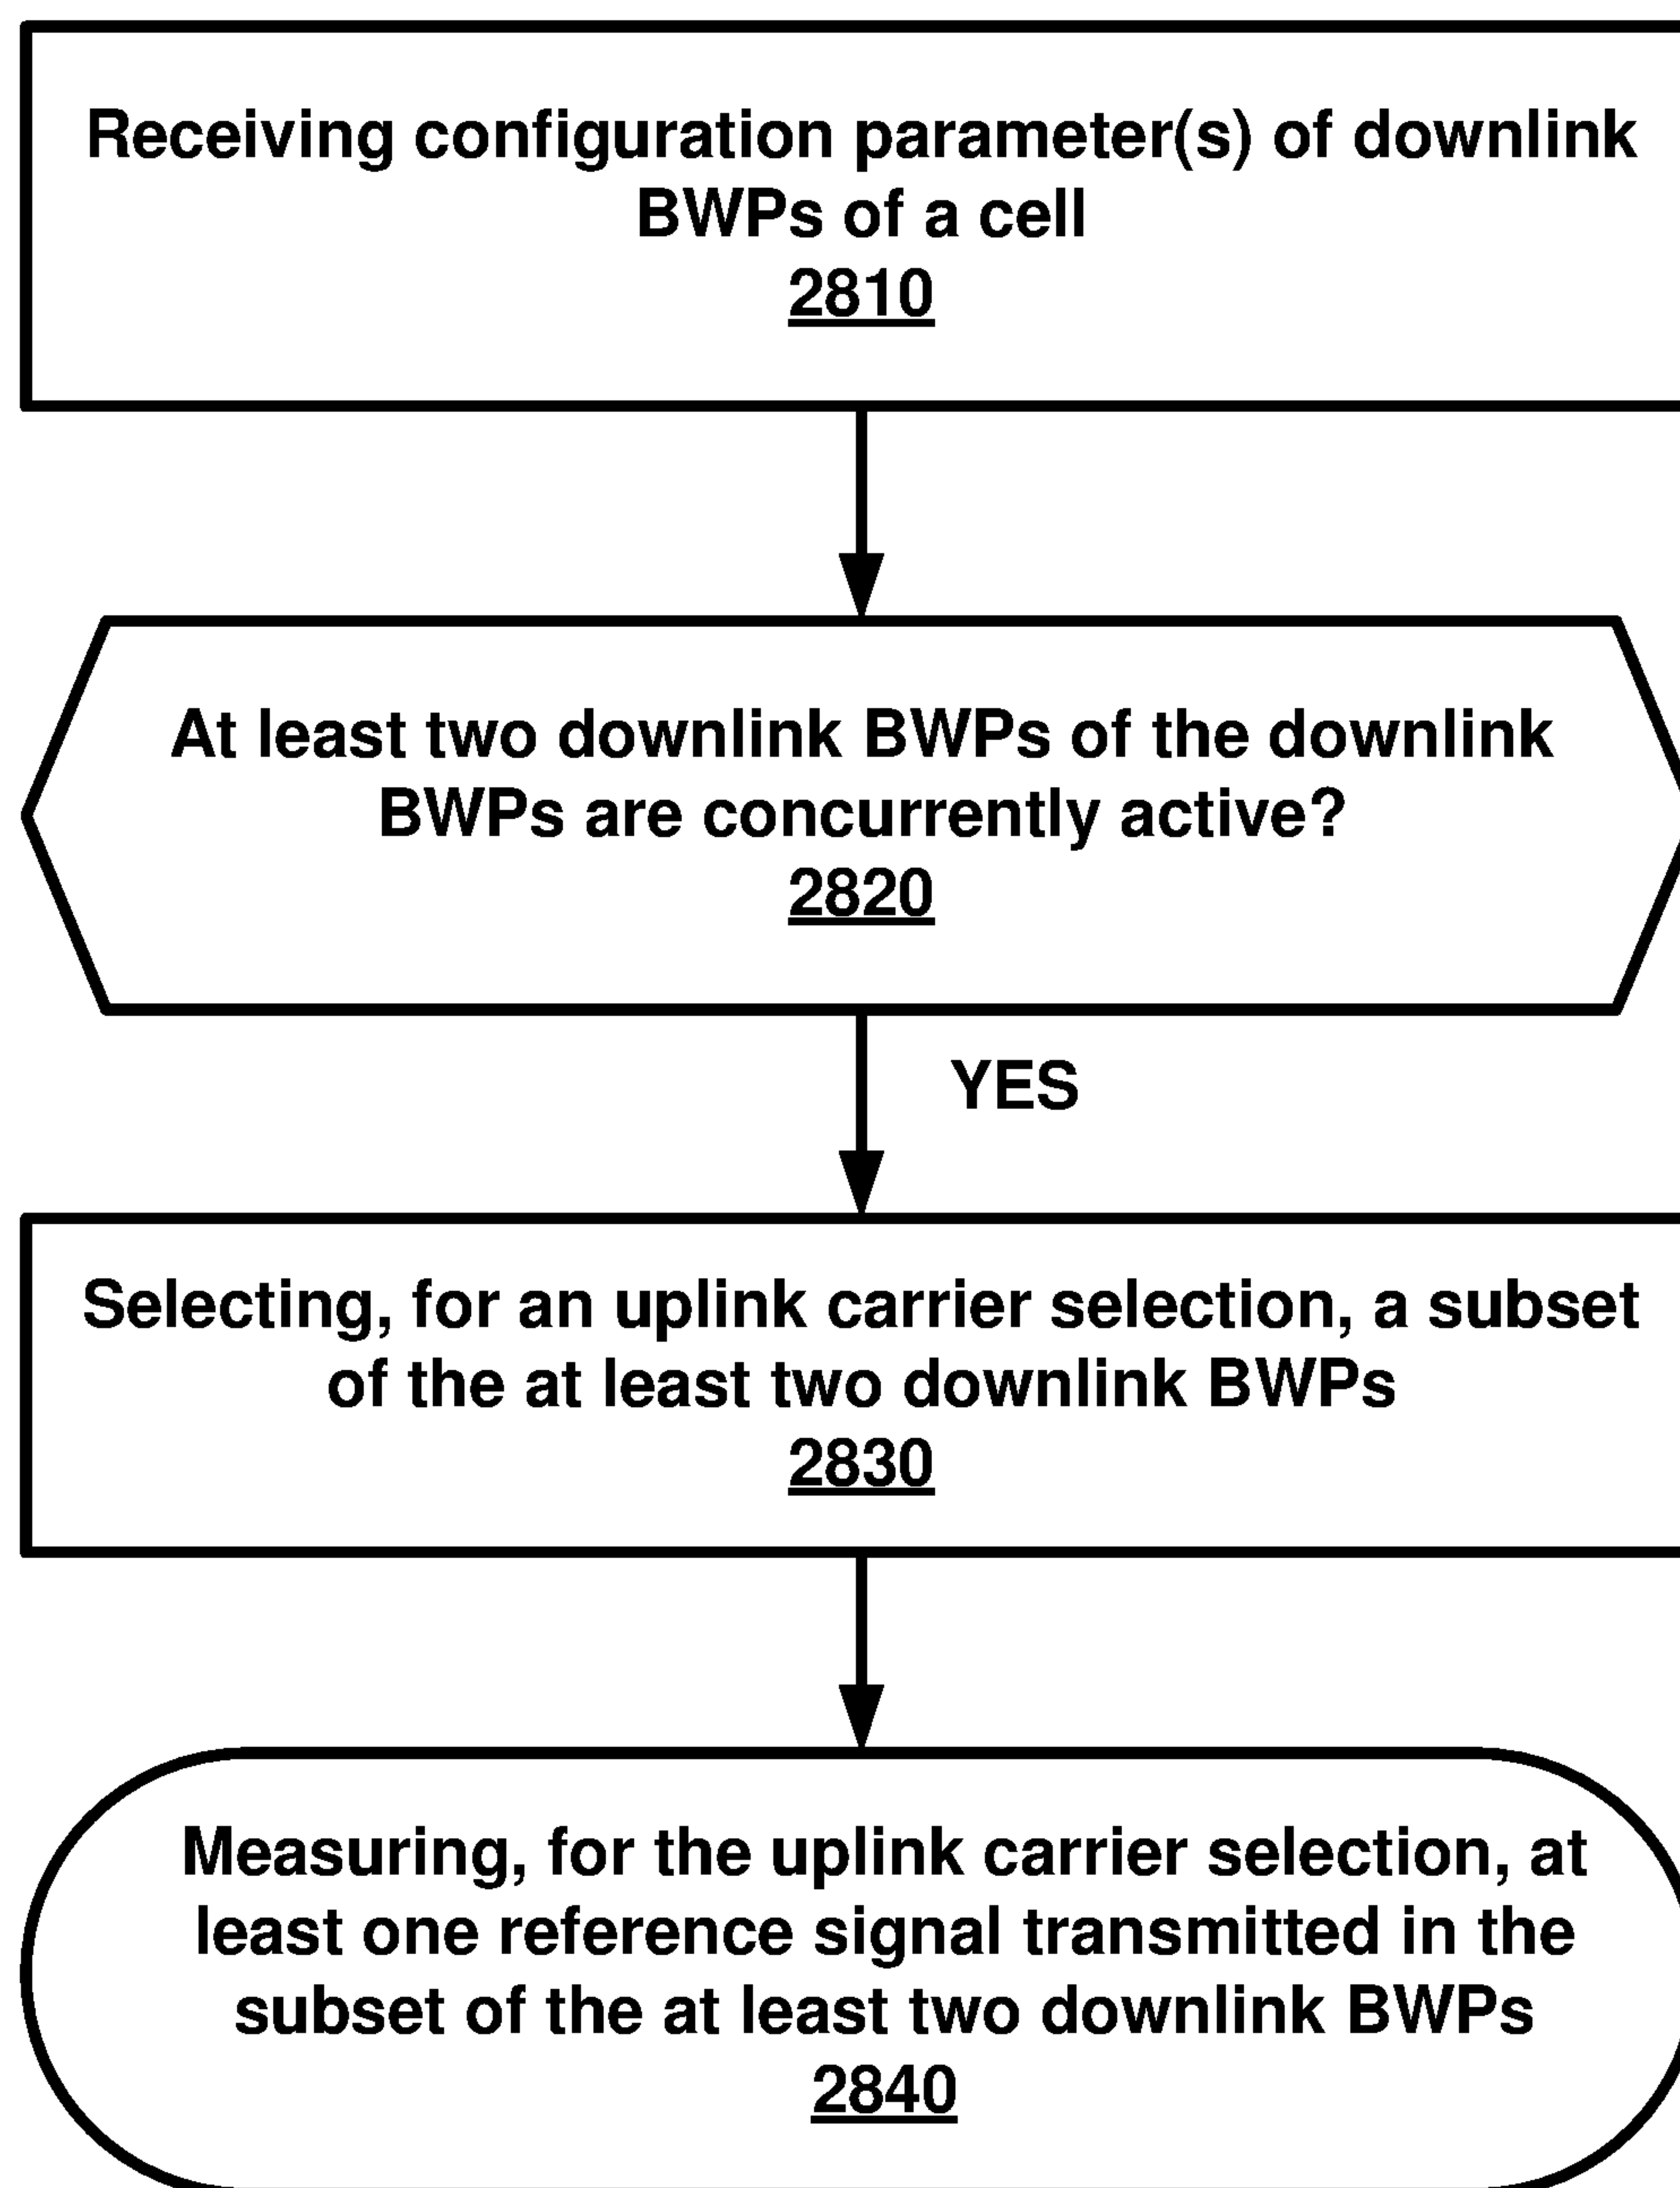 Receiving configuration parameter(s) of downlink
BWPs of a cell
2810
At least two downlink BWPs of the downlink
BWPs are concurrently active?
2820
YES
Selecting, for an uplink carrier selection, a subset
of the at least two downlink BWPs
2830
Measuring, for the uplink carrier selection, at
least one reference signal transmitted in the
subset of the at least two downlink BWPs
2840